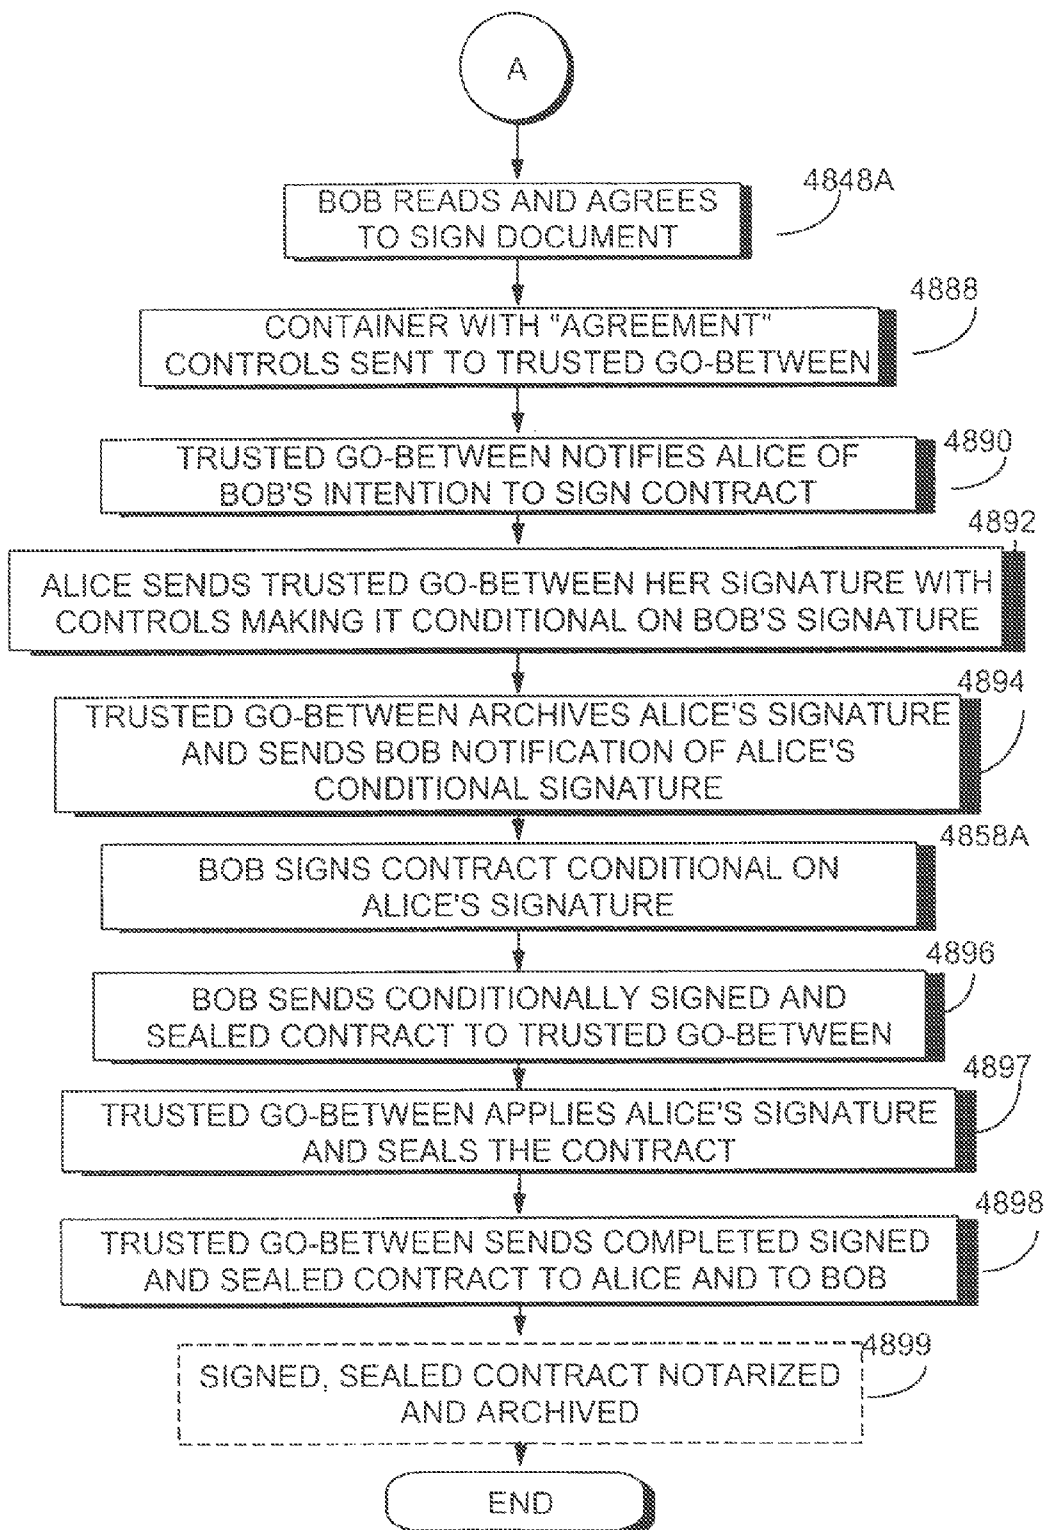 A
BOB READS AND AGREES
TO SIGN DOCUMENT
4848A
CONTAINER WITH "AGREEMENT"
CONTROLS SENT TO TRUSTED GO-BETWEEN
4888
TRUSTED GO-BETWEEN NOTIFIES ALICE OF
BOB'S INTENTION TO SIGN CONTRACT
4890
ALICE SENDS TRUSTED GO-BETWEEN HER SIGNATURE WITH
CONTROLS MAKING IT CONDITIONAL ON BOB'S SIGNATURE
4892
TRUSTED GO-BETWEEN ARCHIVES ALICE'S SIGNATURE
AND SENDS BOB NOTIFICATION OF ALICE'S
CONDITIONAL SIGNATURE
4894
BOB SIGNS CONTRACT CONDITIONAL ON
ALICE'S SIGNATURE
4858A
BOB SENDS CONDITIONALLY SIGNED AND
SEALED CONTRACT TO TRUSTED GO-BETWEEN
4896
TRUSTED GO-BETWEEN APPLIES ALICE'S SIGNATURE
AND SEALS THE CONTRACT
4897
TRUSTED GO-BETWEEN SENDS COMPLETED SIGNED
AND SEALED CONTRACT TO ALICE AND TO BOB
4898
SIGNED, SEALED CONTRACT NOTARIZED
AND ARCHIVED
4899
END